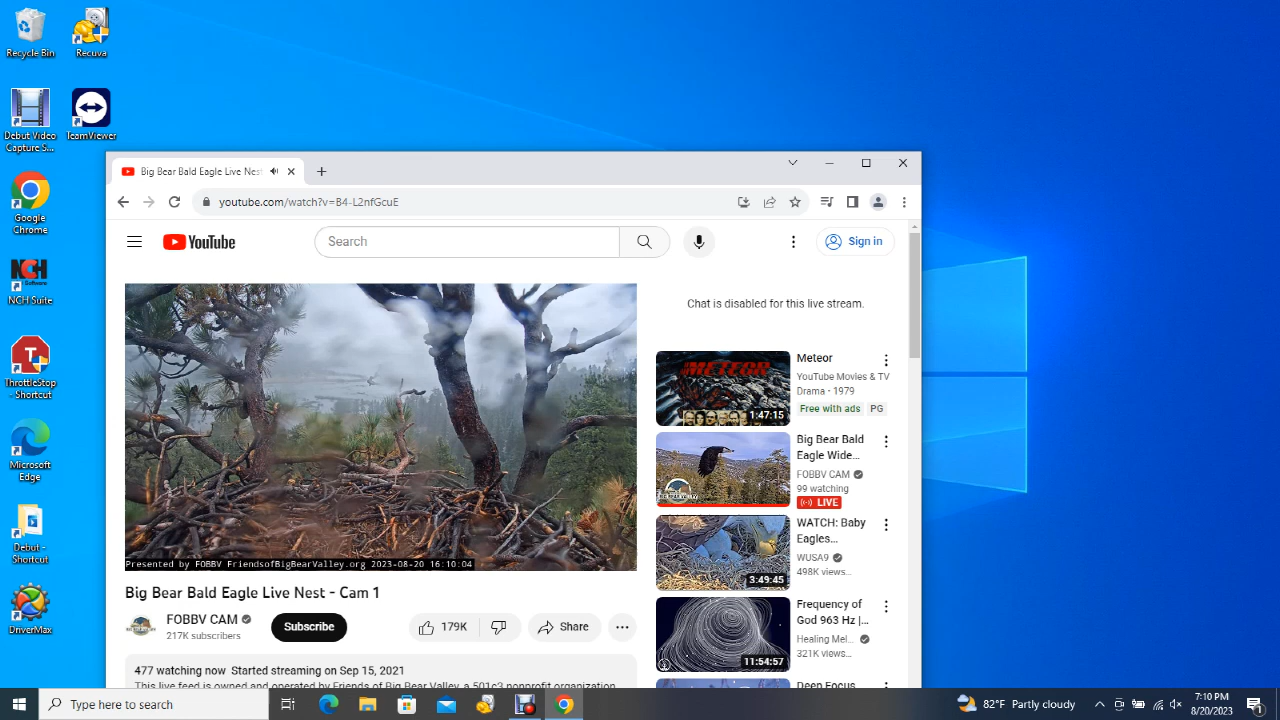 Recycle Bin
Recuva
Debut Video
Capture S...
TeamViewer
Google
Chrome
NCH Software
NCH Suite
ThrottleStop
- Shortcut
Microsoft
Edge
Debut -
Shortcut
DriverMax
Big Bear Bald Eagle Live Nest
youtube.com/watch?v=B4-L2nfGcuE
YouTube
Search
Sign in
Presented by FOBBV FriendsofBigBearValley.org 2023-08-20 16:10:04
Big Bear Bald Eagle Live Nest - Cam 1
FOBBV CAM
217K subscribers
Subscribe
179K
Share
477 watching now Started streaming on Sep 15, 2021
This live feed is owned and operated by Friends of Big Bear Valley, a 501c3 nonprofit organization
Chat is disabled for this live stream.
METEOR
1:47:15
Meteor
YouTube Movies & TV
Drama • 1979
Free with ads PG
Big Bear Bald
Eagle Wide...
FOBBV CAM
99 watching
LIVE
3:49:45
WATCH: Baby
Eagles...
WUSA9
498K views...
11:54:57
Frequency of
God 963 Hz |...
Healing Mel...
321K views...
Deep Focus
Type here to search
82°F Partly cloudy
7:10 PM
8/20/2023
1